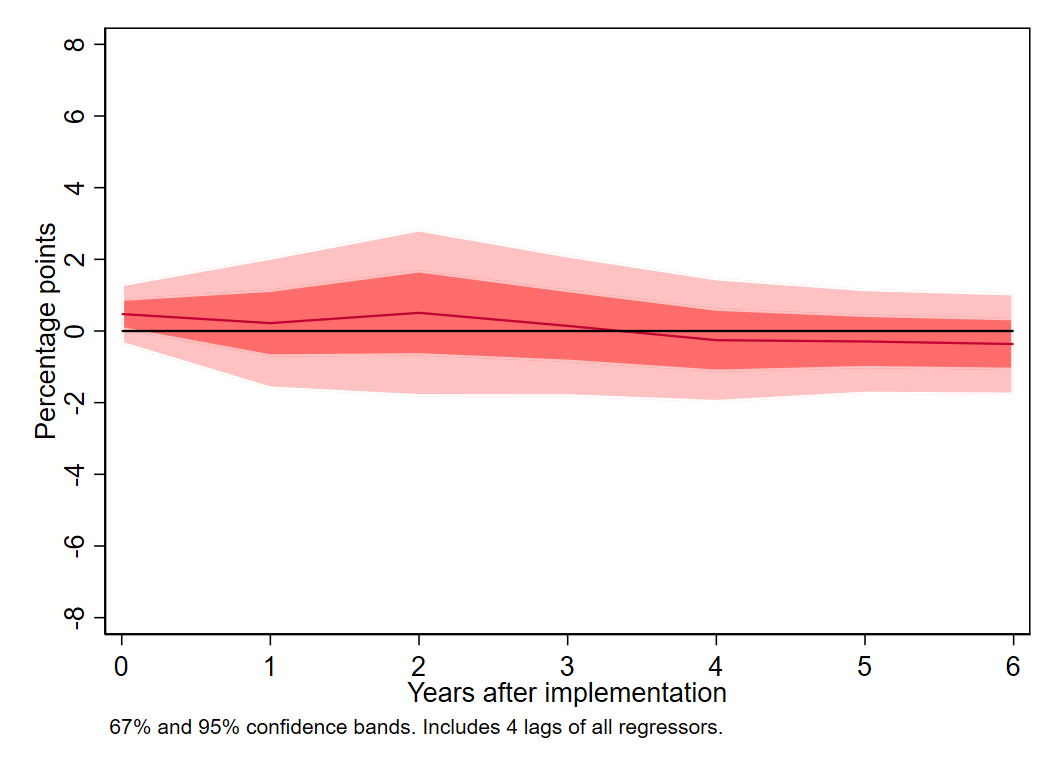 Percentage points
8
6
4
2
0
-2
-4
-6
-8
0 1 2 3 4 5 6
Years after implementation
67% and 95% confidence bands. Includes 4 lags of all regressors.